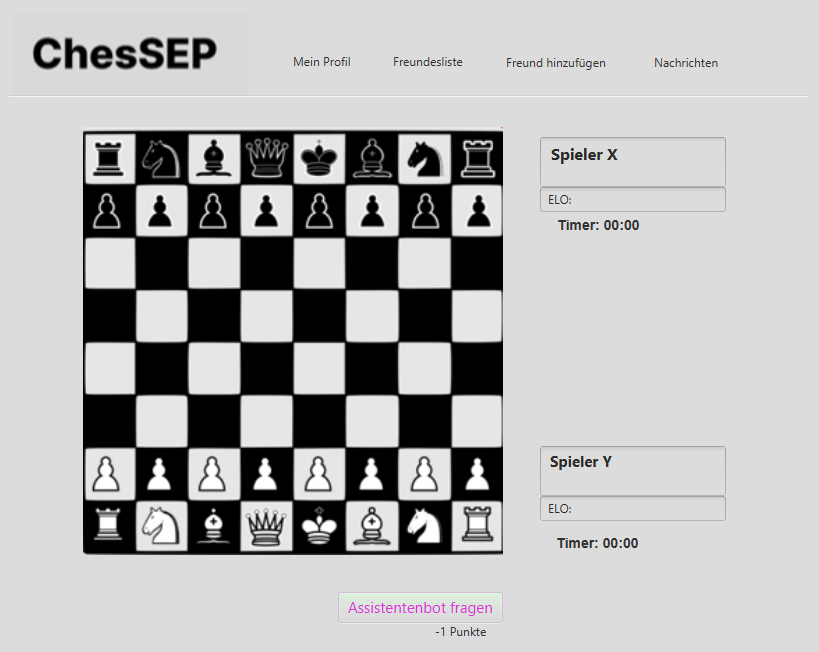 ChesSEP
Mein Profil
Freundesliste
Freund hinzufügen
Nachrichten
Spieler X
ELO:
Timer: 00:00
Spieler Y
ELO:
Timer: 00:00
Assistentenbot fragen
-1 Punkte